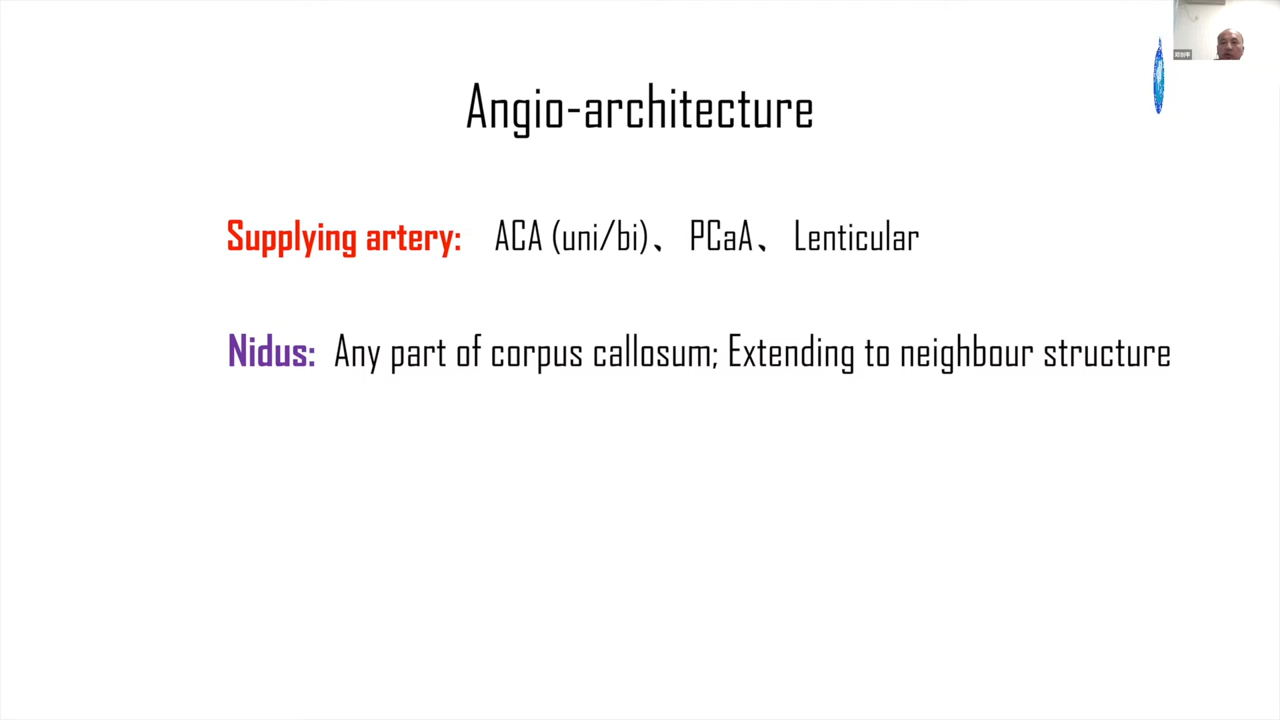 Angio-architecture
Supplying artery: ACA (uni/bi)、 PCaA、 Lenticular
Nidus: Any part of corpus callosum; Extending to neighbour structure